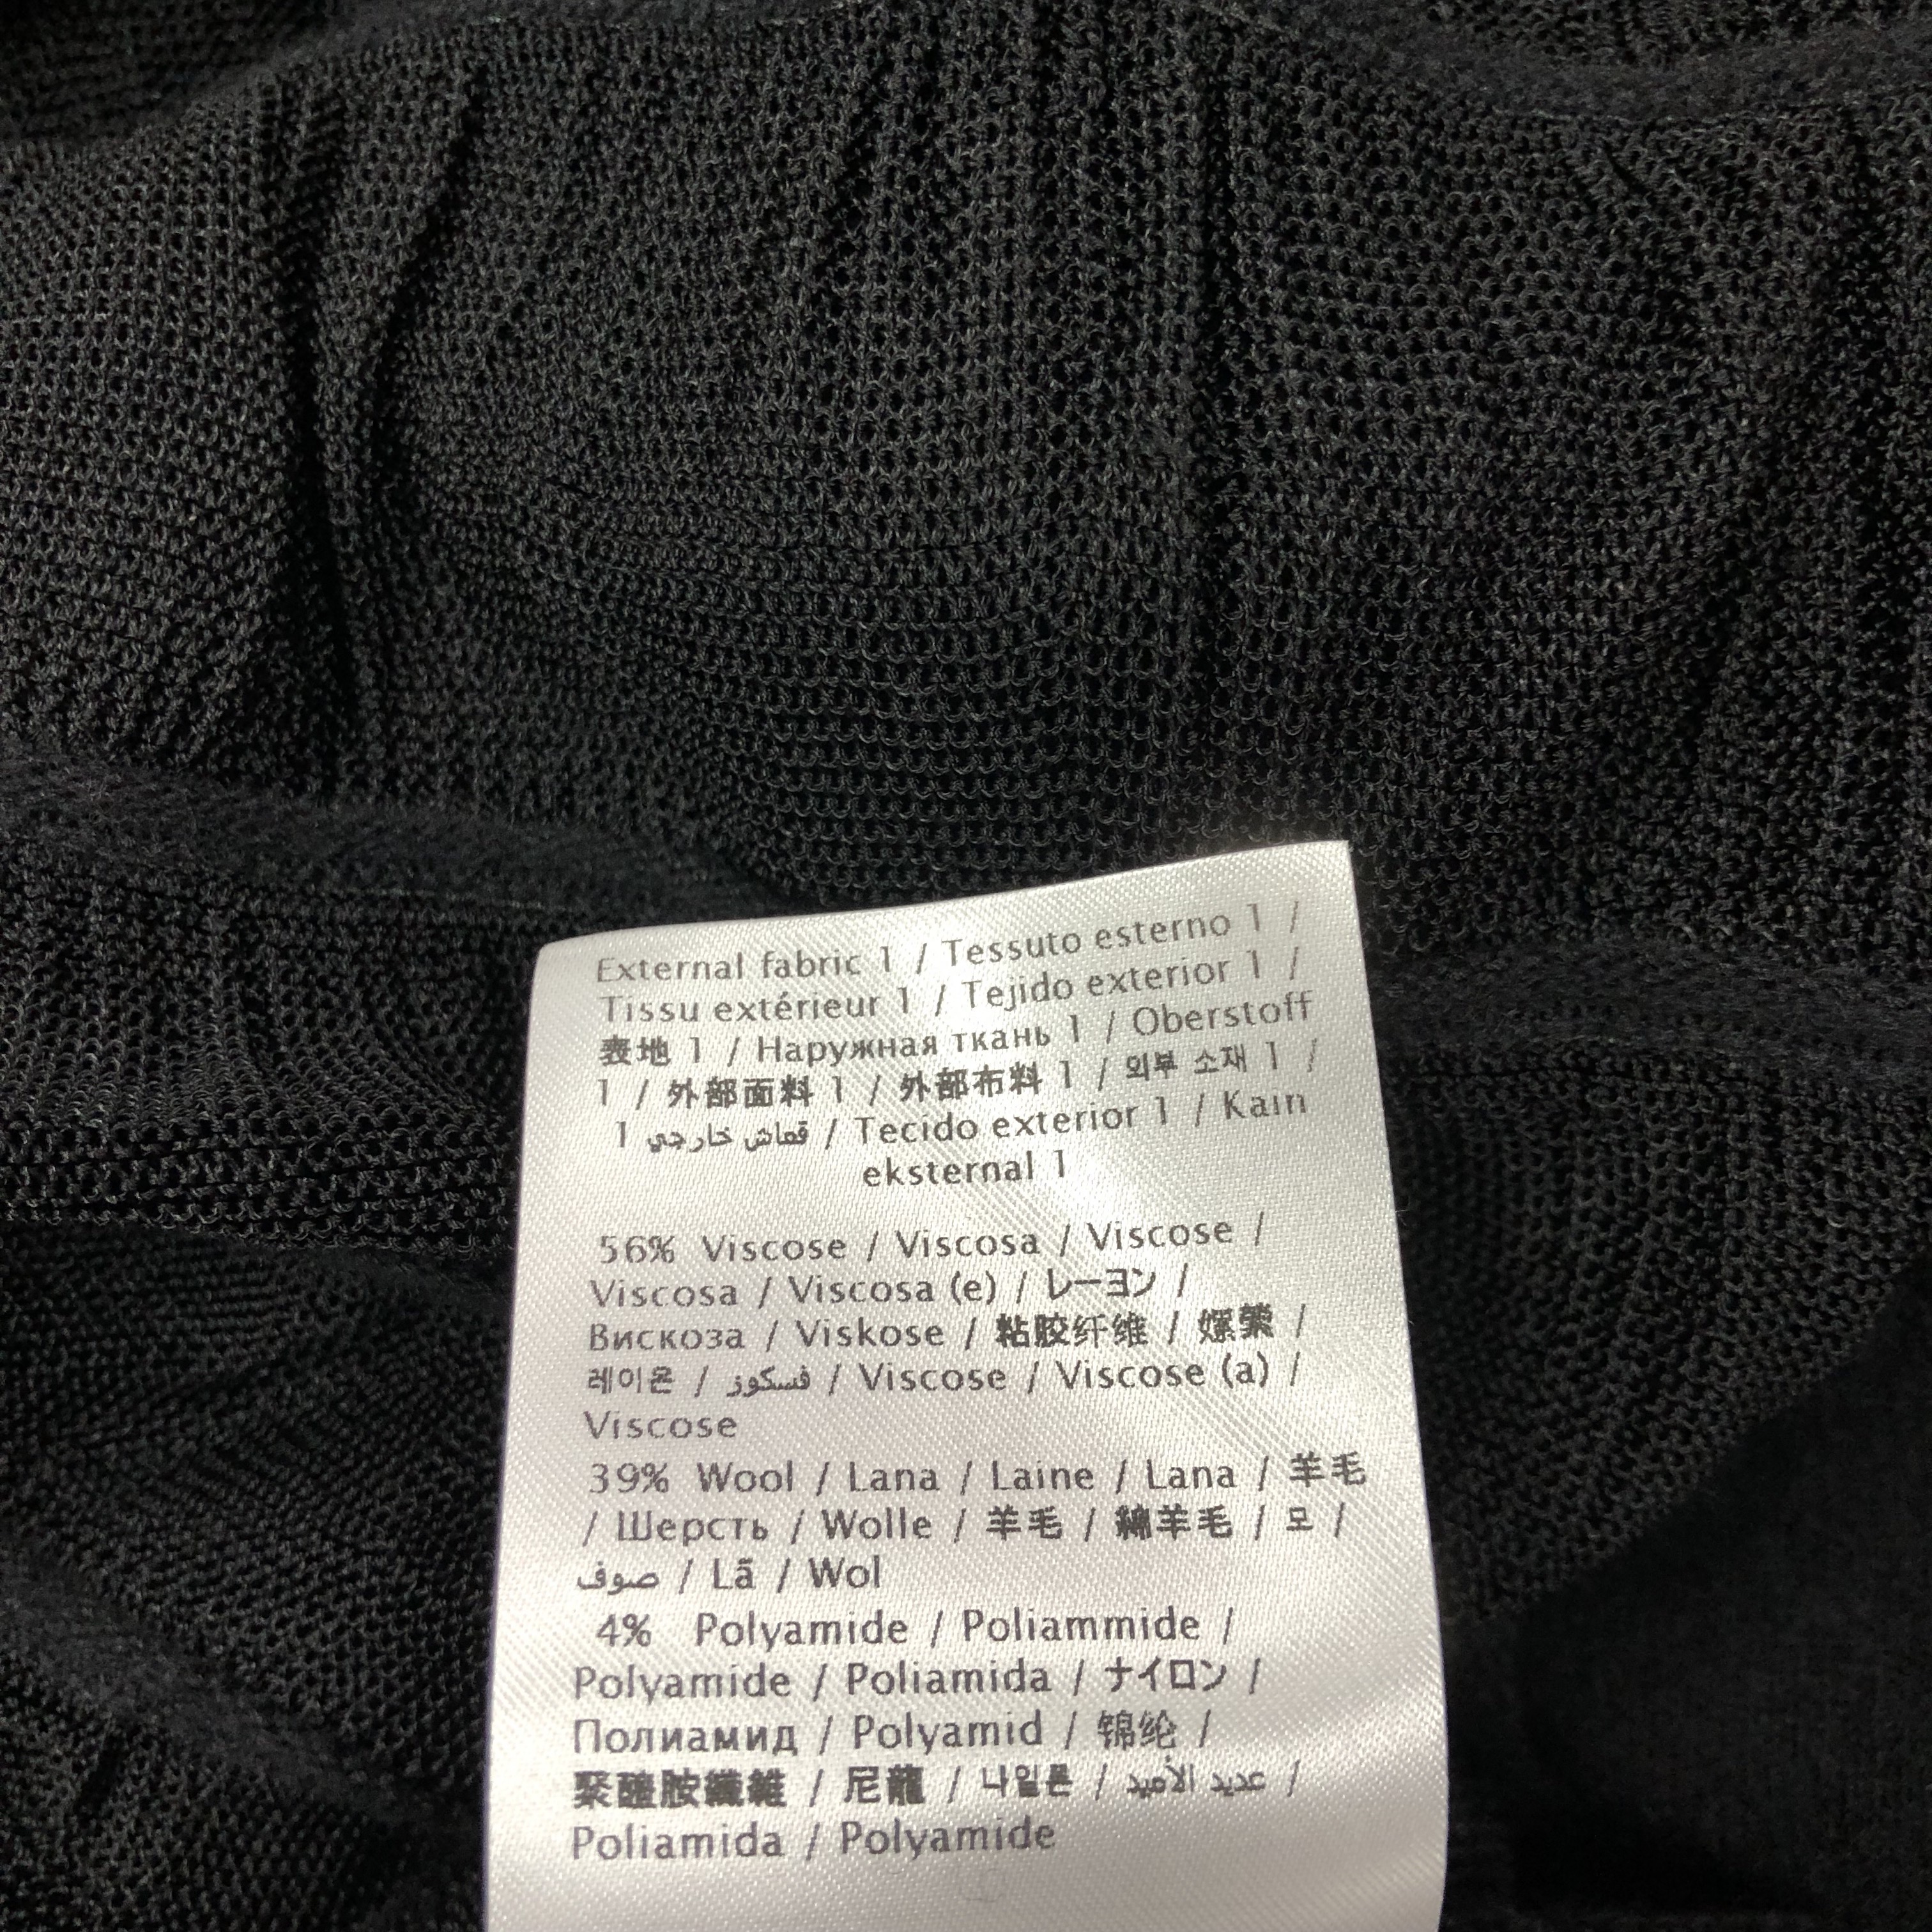 External fabric 1 / Tessuto esterno 1 /
Tissu extérieur 1 / Tejido exterior 1 /
表地 1 / Наружная ткань 1 / Oberstoff
1 / 外部面料 1 / 外部布料 1 / 외부 소재 1 /
قماش خارجي 1 / Tecido exterior 1 / Kain
eksternal 1
56% Viscose / Viscosa / Viscose /
Viscosa / Viscosa (e) / レーヨン /
Вискоза / Viskose / 粘胶纤维 / 嫘縈 /
레이온 / فسكوز / Viscose / Viscose (a) /
Viscose
39% Wool / Lana / Laine / Lana / 羊毛
/ Шерсть / Wolle / 羊毛 / 綿羊毛 / 모 /
صوف / Lã / Wol
4% Polyamide / Poliammide /
Polyamide / Poliamida / ナイロン /
Полиамид / Polyamid / 锦纶 /
聚醯胺纖維 / 尼龍 / 나일론 / عديد الأميد /
Poliamida / Polyamide